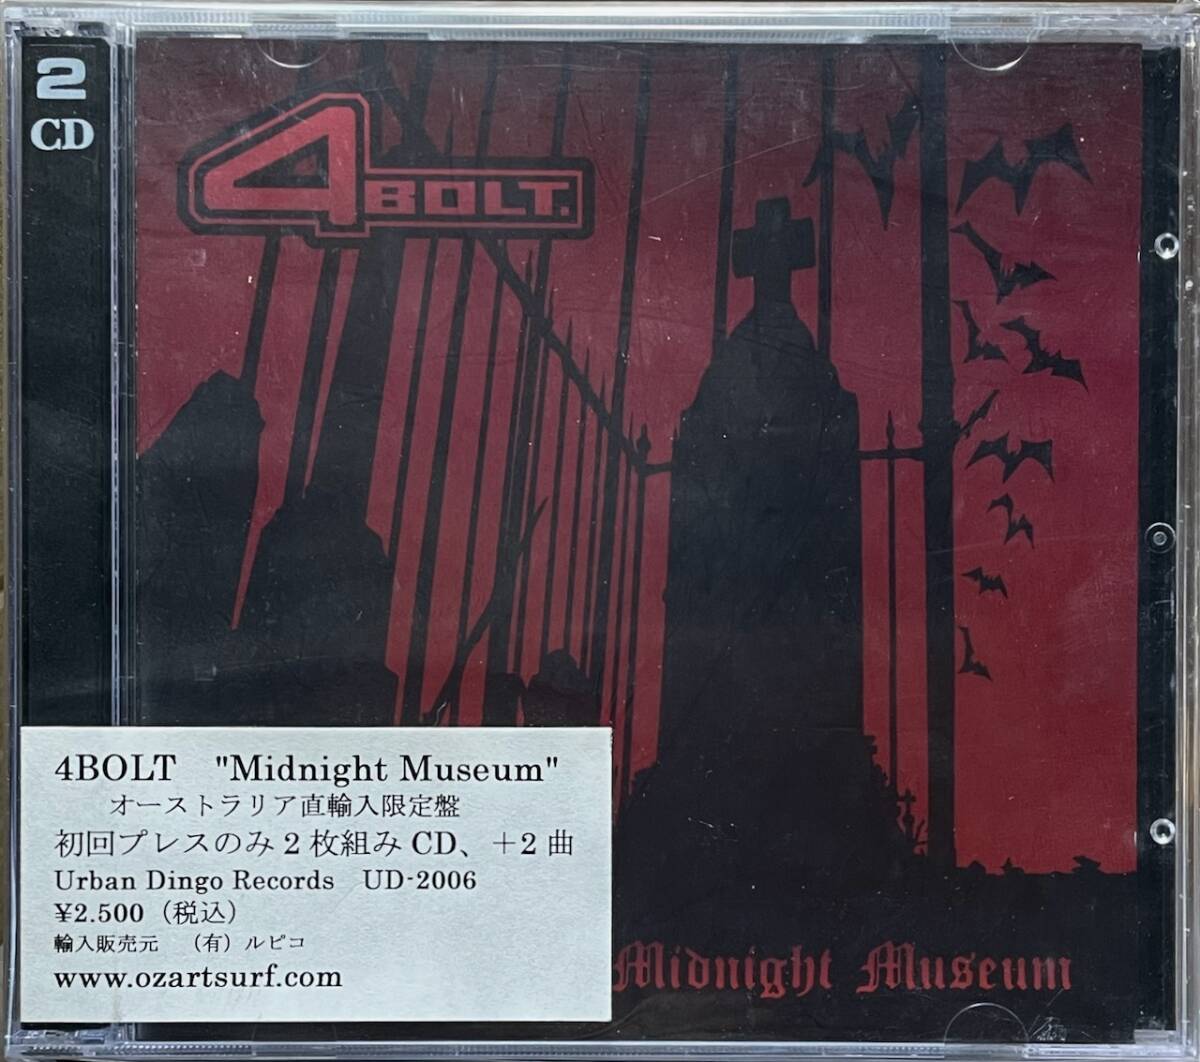 2
CD
4BOLT.
4BOLT "Midnight Museum"
オーストラリア直輸入限定盤
初回プレスのみ２枚組み CD、＋２曲
Urban Dingo Records UD-2006
¥2.500（税込）
輸入販売元 （有）ルピコ
www.ozartsurf.com
Midnight Museum